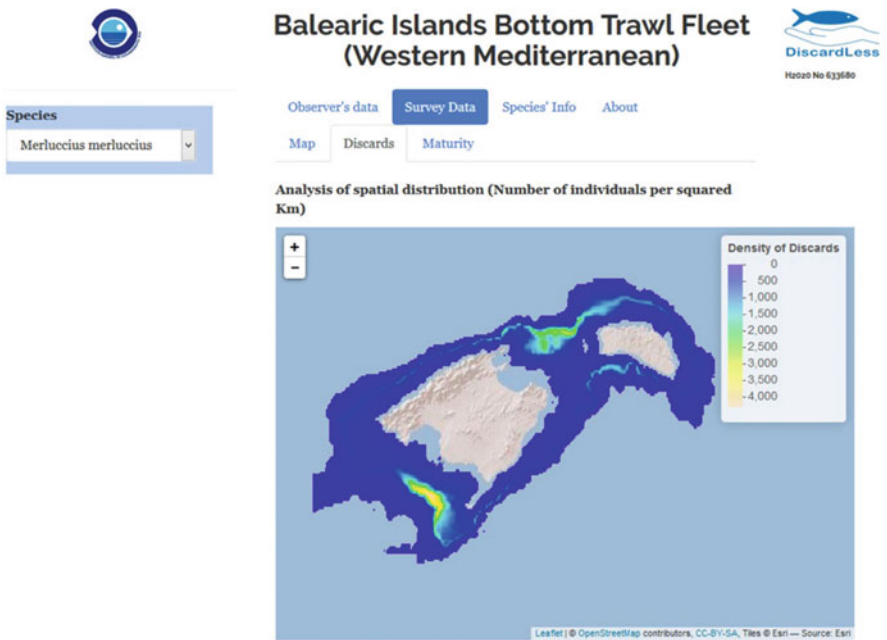 Balearic Islands Bottom Trawl Fleet
(Western Mediterranean)
DiscardLess
H2020 No 633680
Species
Merluccius merluccius
Observer's data Survey Data Species' Info About
Map Discards Maturity
Analysis of spatial distribution (Number of individuals per squared
Km)
+
−
Density of Discards
0
500
1,000
1,500
2,000
2,500
3,000
3,500
4,000
Leaflet | © OpenStreetMap contributors, CC-BY-SA, Tiles © Esri — Source: Esri